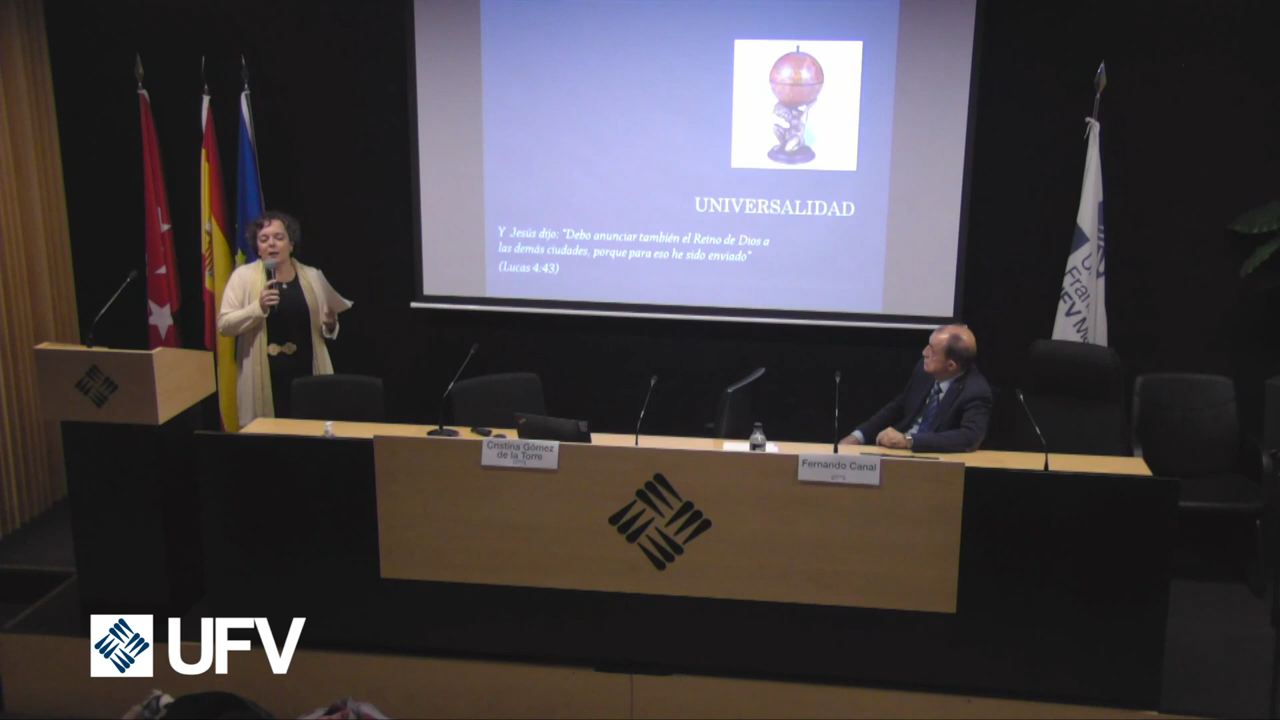 UNIVERSALIDAD
Y Jesús dijo: "Debo anunciar también el Reino de Dios a
las demás ciudades, porque para eso he sido enviado"
(Lucas 4:43)
Cristina Gómez
de la Torre
Fernando Canal
UFV
UFV